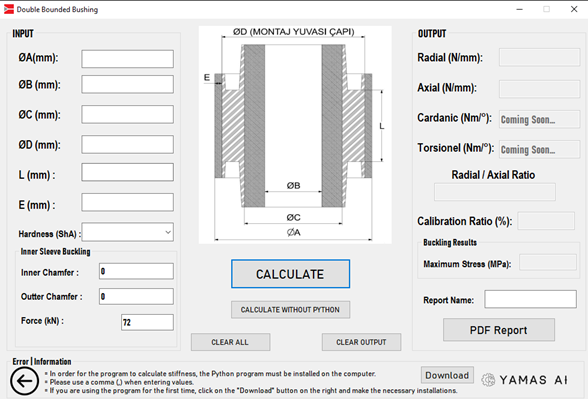 Double Bounded Bushing
INPUT
ØA(mm):
ØB (mm):
ØC (mm):
ØD (mm):
L (mm) :
E (mm) :
Hardness (ShA) :
Inner Sleeve Buckling
Inner Chamfer : 0
Outter Chamfer : 0
Force (kN) : 72
ØD (MONTAJ YUVASI ÇAPI)
E
L
ØB
ØC
ØA
CALCULATE
CALCULATE WITHOUT PYTHON
CLEAR ALL
CLEAR OUTPUT
OUTPUT
Radial (N/mm):
Axial (N/mm):
Cardanic (Nm/°): Coming Soon...
Torsionel (Nm/°): Coming Soon...
Radial / Axial Ratio
Calibration Ratio (%):
Buckling Results
Maximum Stress (MPa):
Report Name:
PDF Report
Error | Information
* In order for the program to calculate stiffness, the Python program must be installed on the computer.
* Please use a comma (,) when entering values.
* If you are using the program for the first time, click on the "Download" button on the right and make the necessary installations.
Download
YAMAS AI